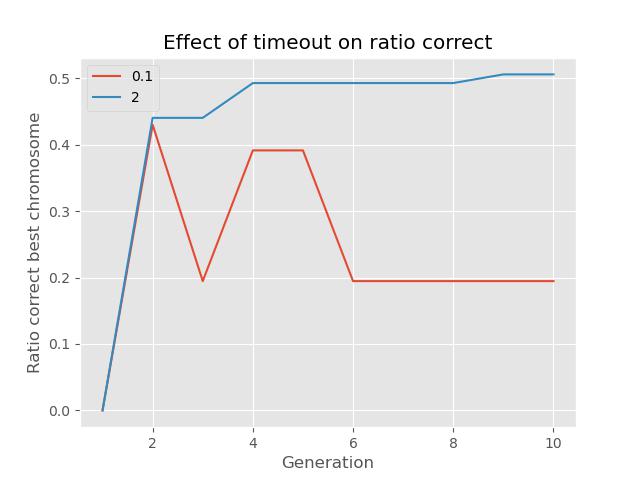 Effect of timeout on ratio correct
0.1
2
Ratio correct best chromosome
0.5
0.4
0.3
0.2
0.1
0.0
2 4 6 8 10
Generation